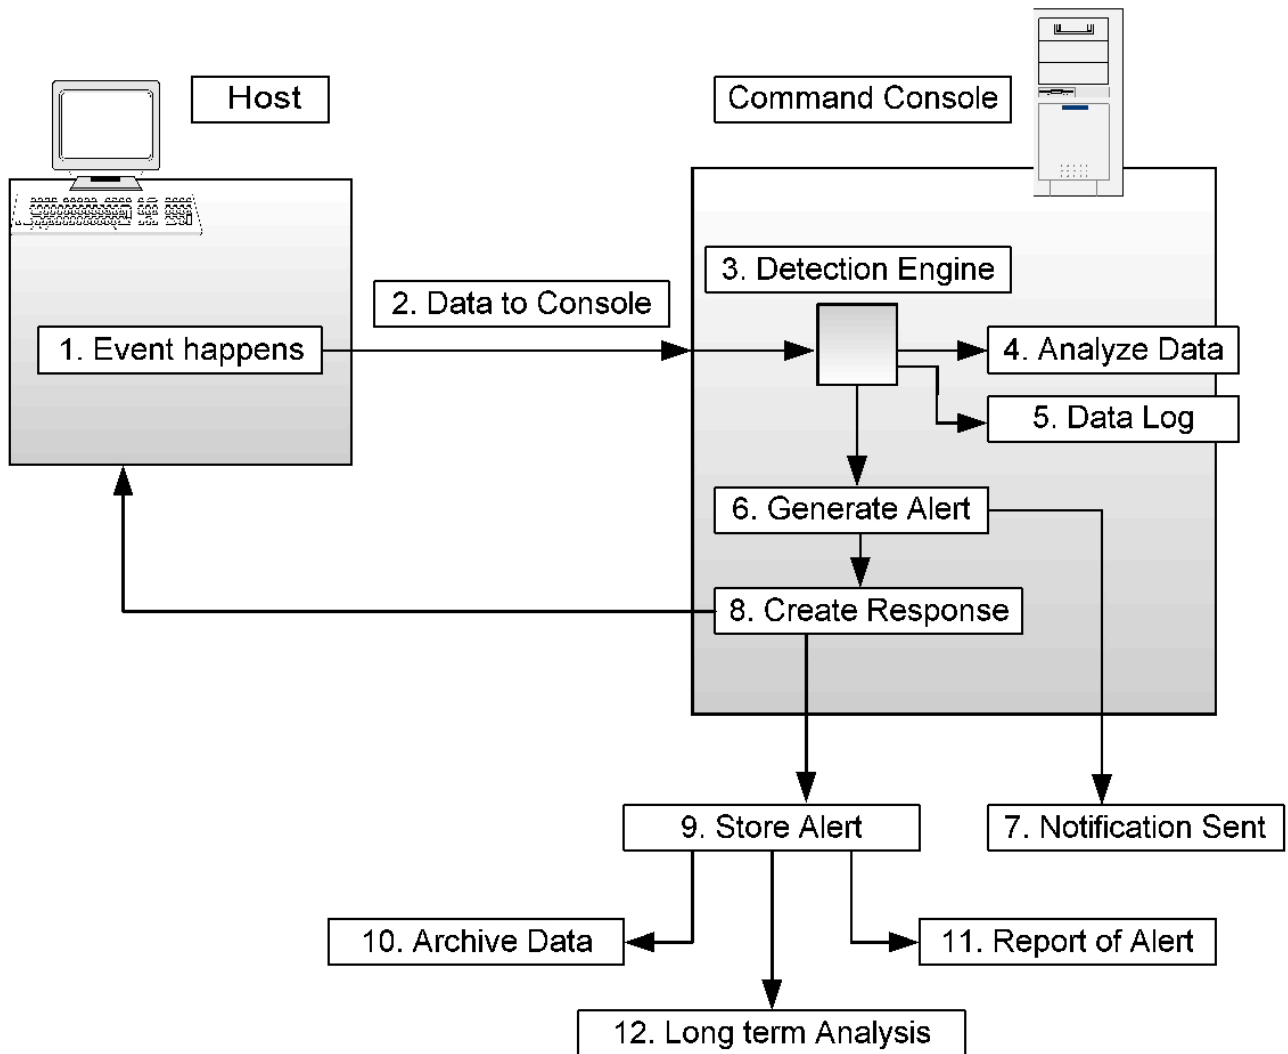 Host
Command Console
3. Detection Engine
2. Data to Console
1. Event happens
4. Analyze Data
5. Data Log
6. Generate Alert
8. Create Response
9. Store Alert
7. Notification Sent
10. Archive Data
11. Report of Alert
12. Long term Analysis